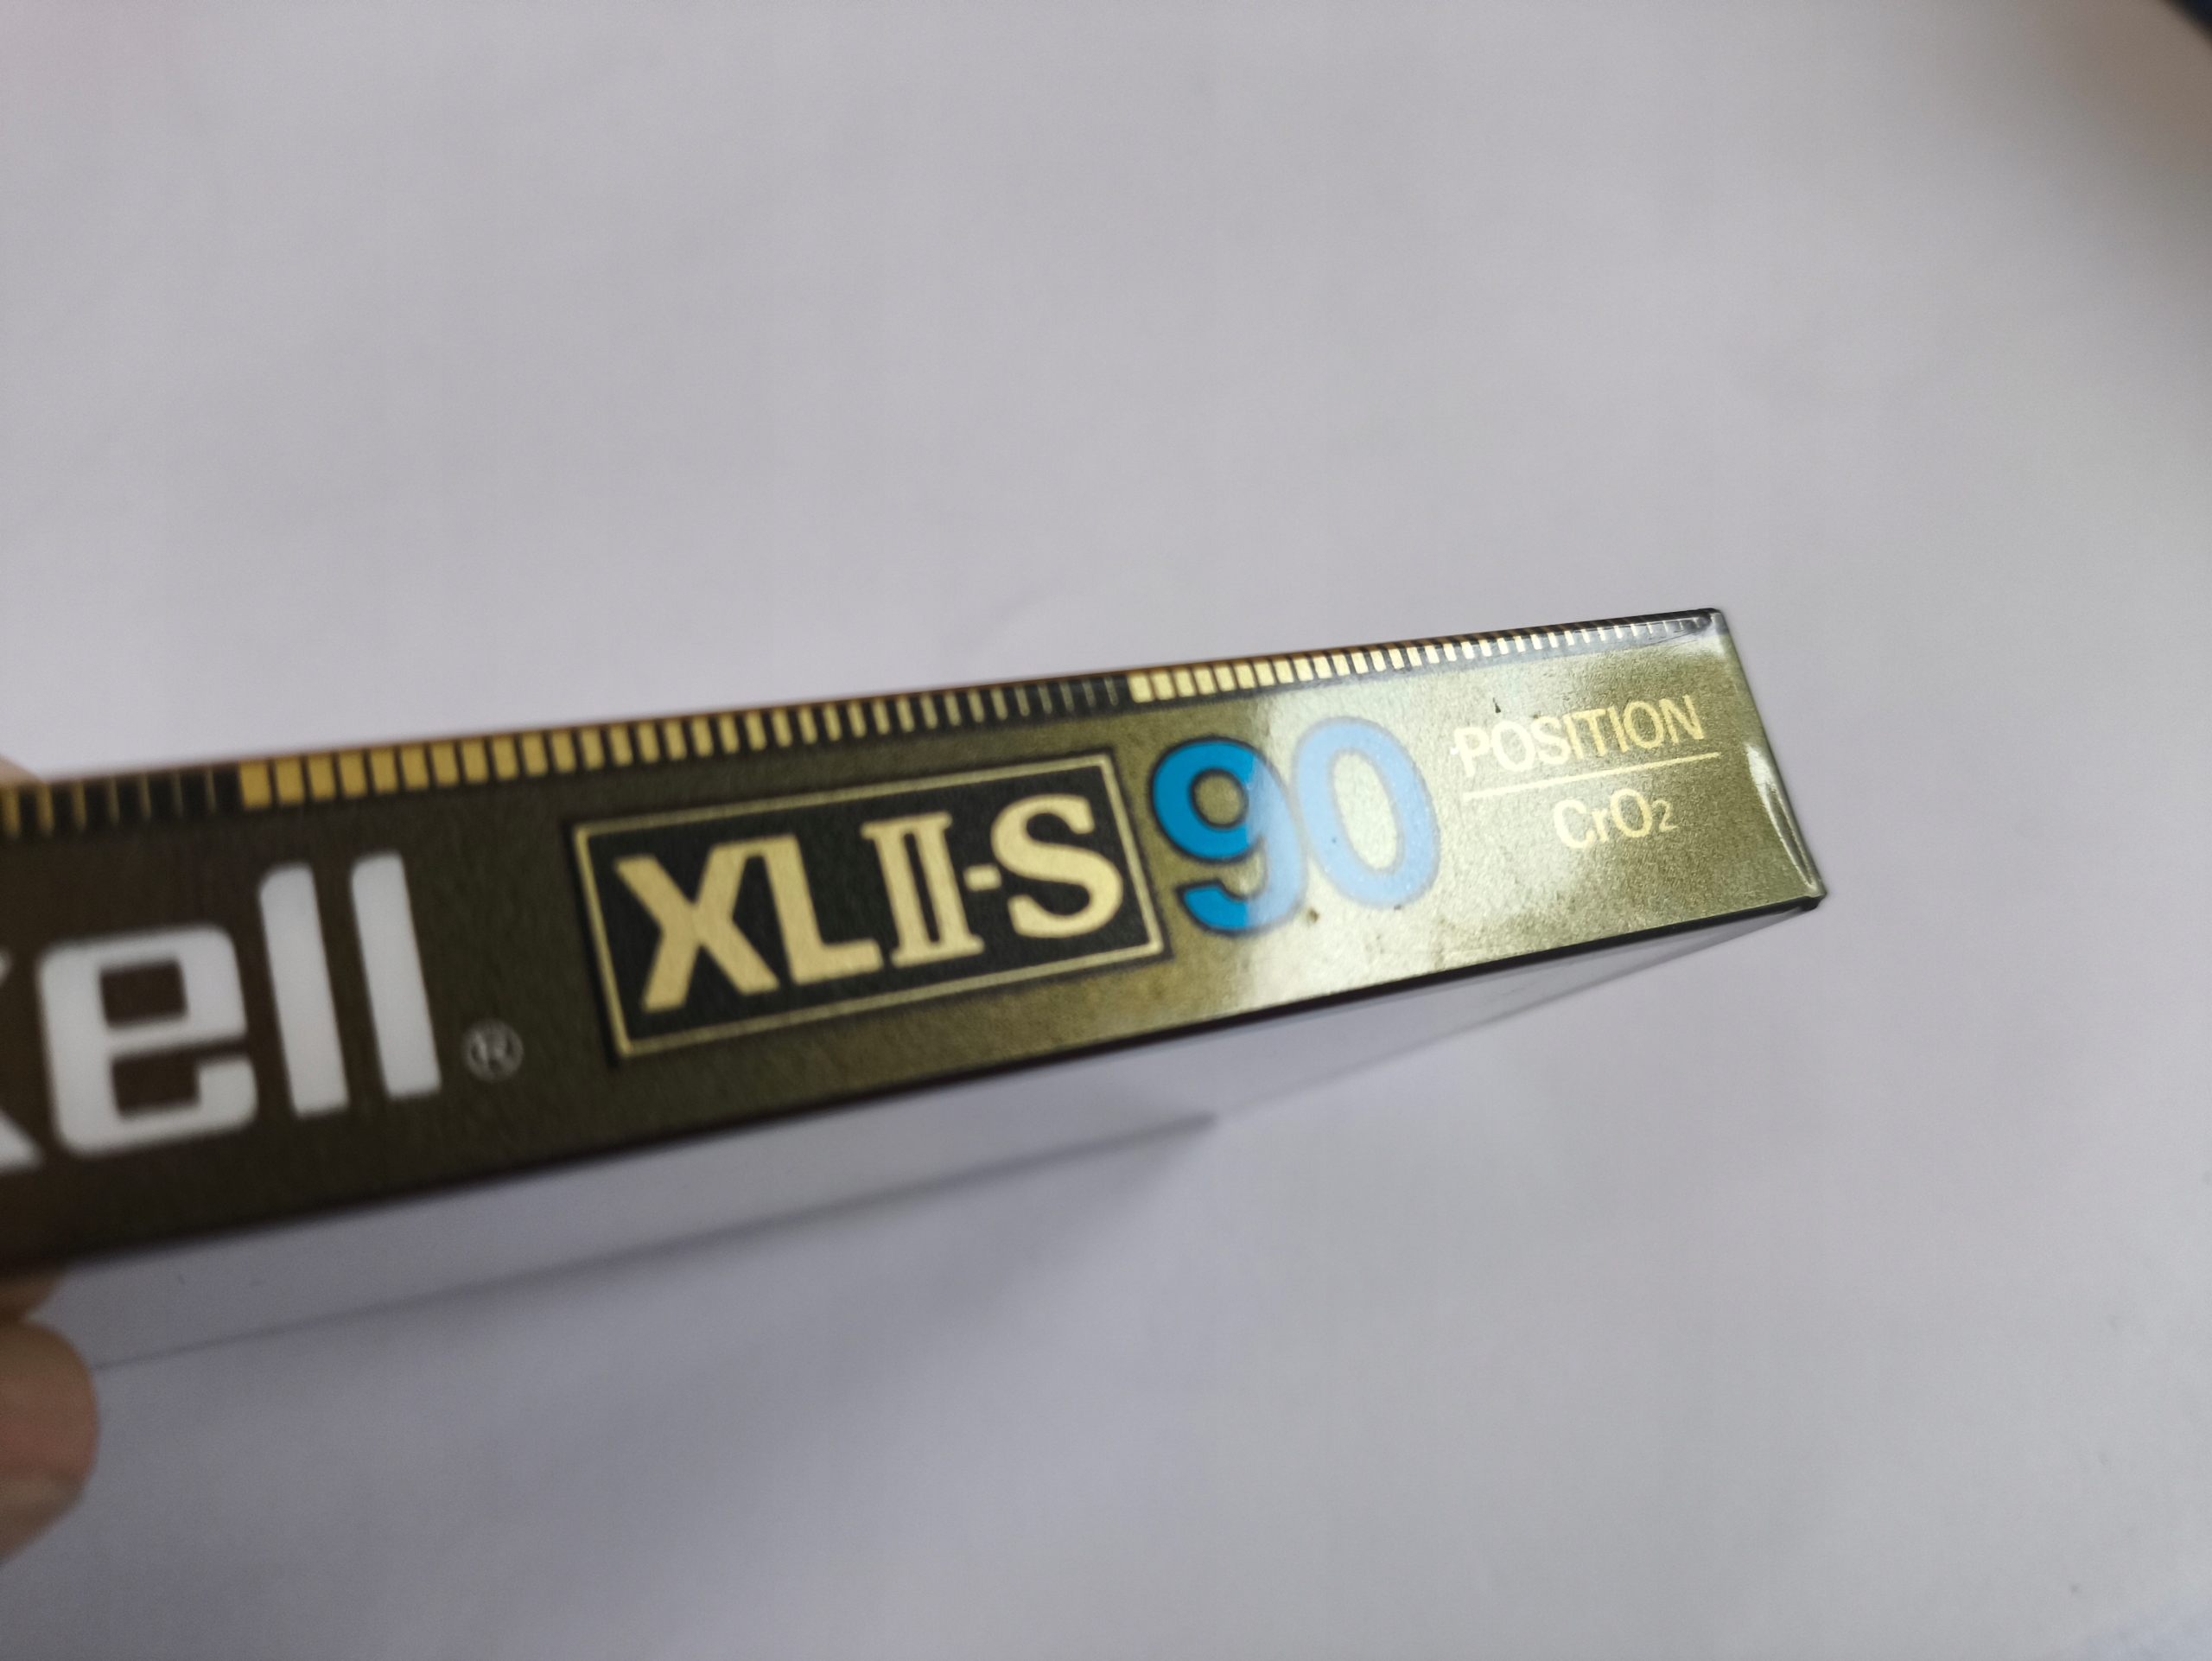 xell ® XLII-S 90
POSITION
CrO2